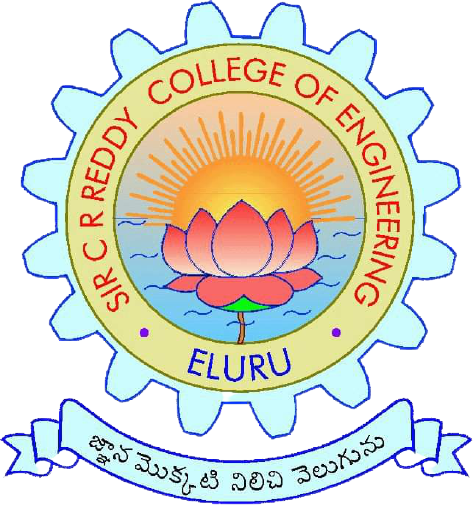 SIR C R REDDY COLLEGE OF ENGINEERING
ELURU
జ్ఞాన మొక్కటి నిలిచి వెలుగును